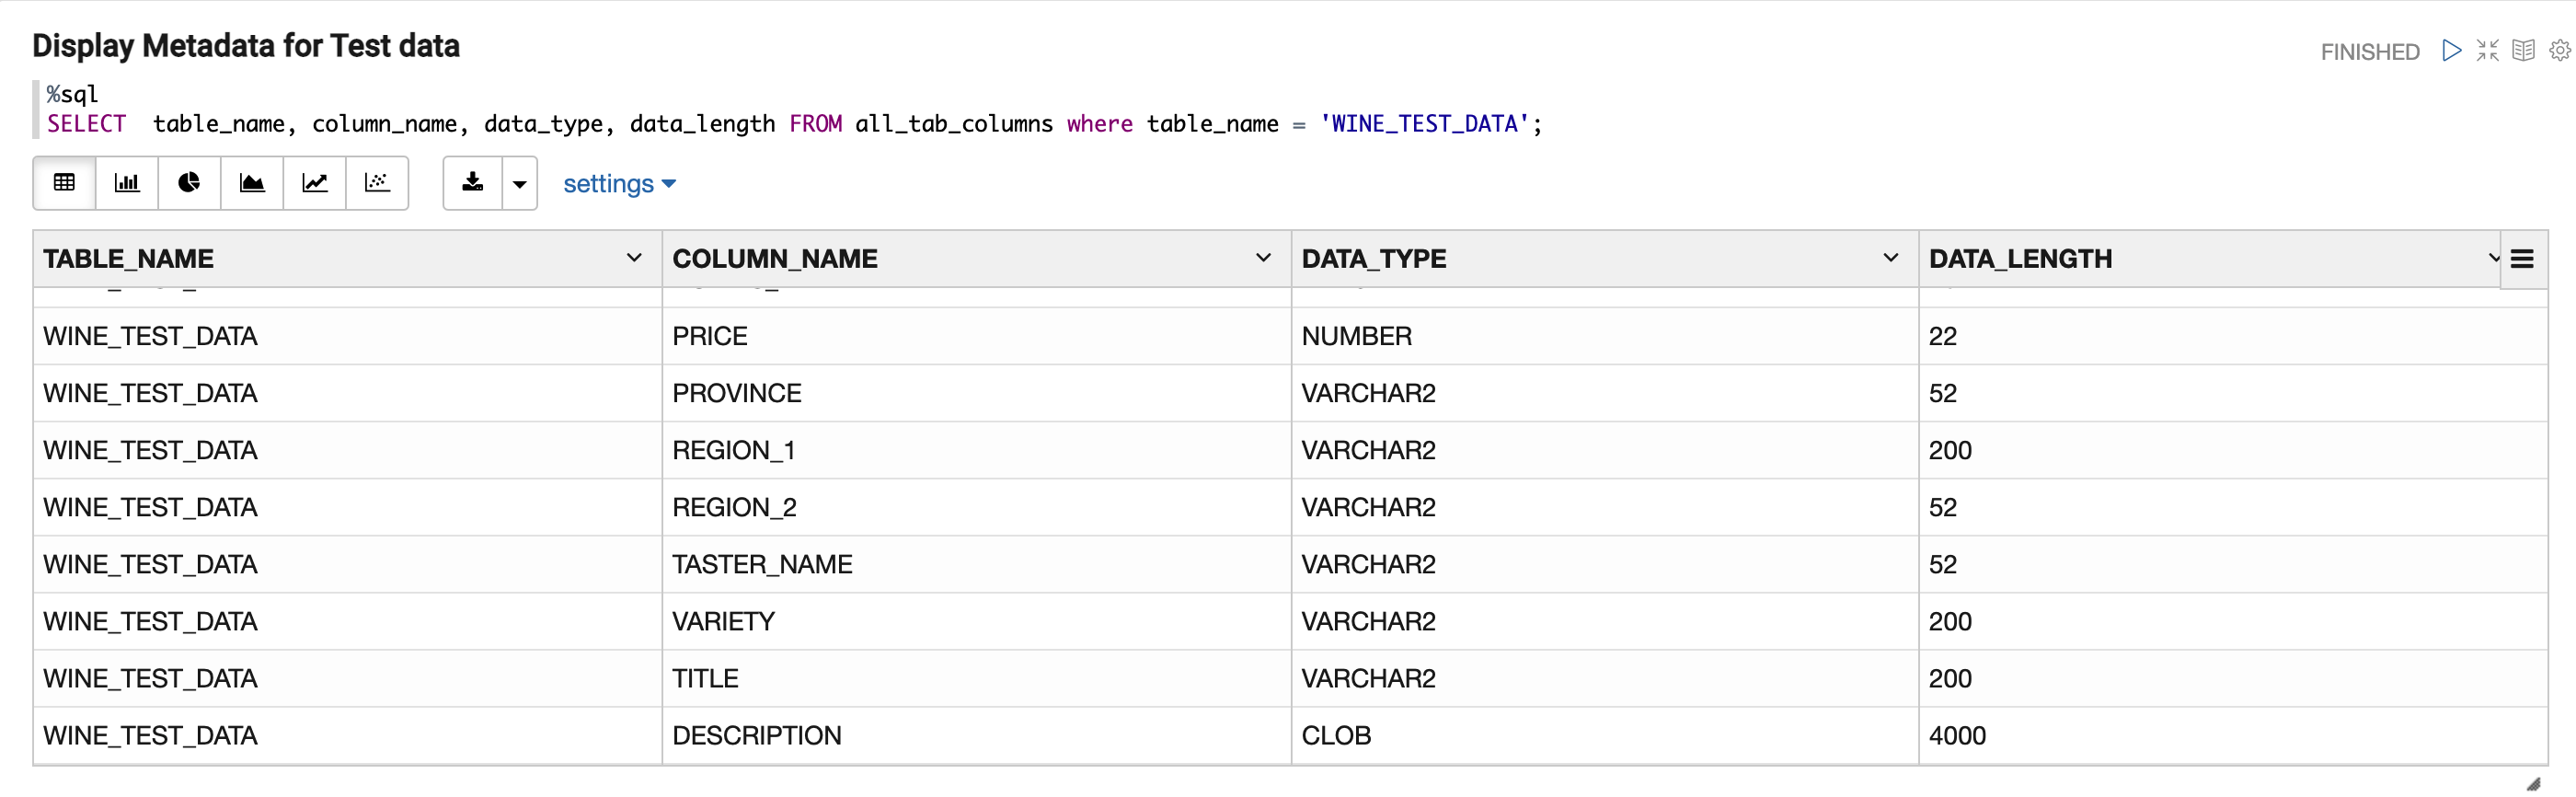 Display Metadata for Test data
FINISHED
%sql
SELECT  table_name, column_name, data_type, data_length FROM all_tab_columns where table_name = 'WINE_TEST_DATA';
settings
TABLE_NAME COLUMN_NAME DATA_TYPE DATA_LENGTH
WINE_TEST_DATA PRICE NUMBER 22
WINE_TEST_DATA PROVINCE VARCHAR2 52
WINE_TEST_DATA REGION_1 VARCHAR2 200
WINE_TEST_DATA REGION_2 VARCHAR2 52
WINE_TEST_DATA TASTER_NAME VARCHAR2 52
WINE_TEST_DATA VARIETY VARCHAR2 200
WINE_TEST_DATA TITLE VARCHAR2 200
WINE_TEST_DATA DESCRIPTION CLOB 4000